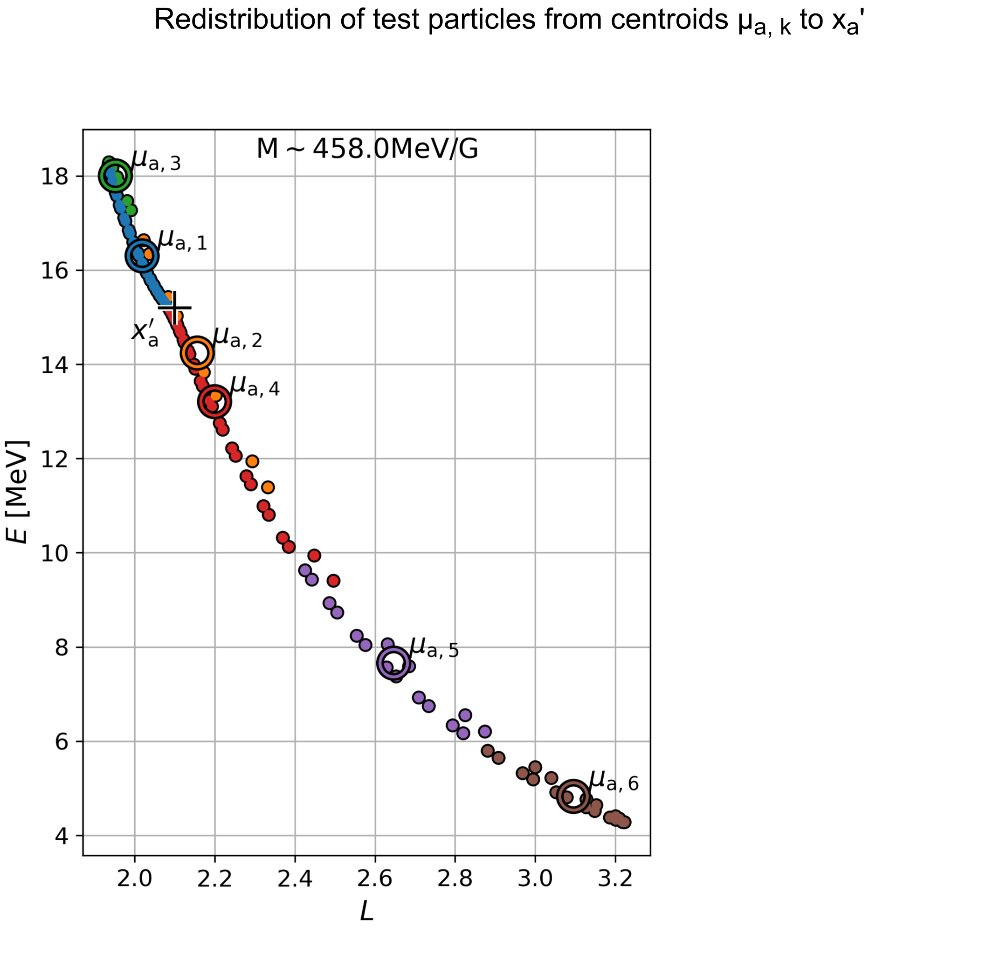 Redistribution of test particles from centroids μa, k to xa'
M ~ 458.0MeV/G
μa, 3
18
μa, 1
16
x′a
μa, 2
14
μa, 4
12
E [MeV]
10
8
μa, 5
6
μa, 6
4
2.0 2.2 2.4 2.6 2.8 3.0 3.2
L